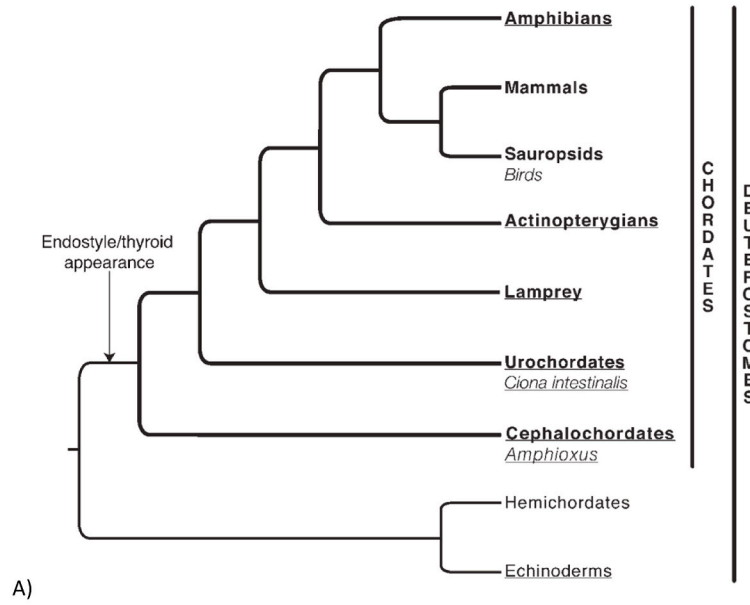 Amphibians
Mammals
Sauropsids
Birds
Actinopterygians
Lamprey
Urochordates
Ciona intestinalis
Cephalochordates
Amphioxus
Hemichordates
Echinoderms
Endostyle/thyroid
appearance
CHORDATES
DEUTEROSTOMES
A)